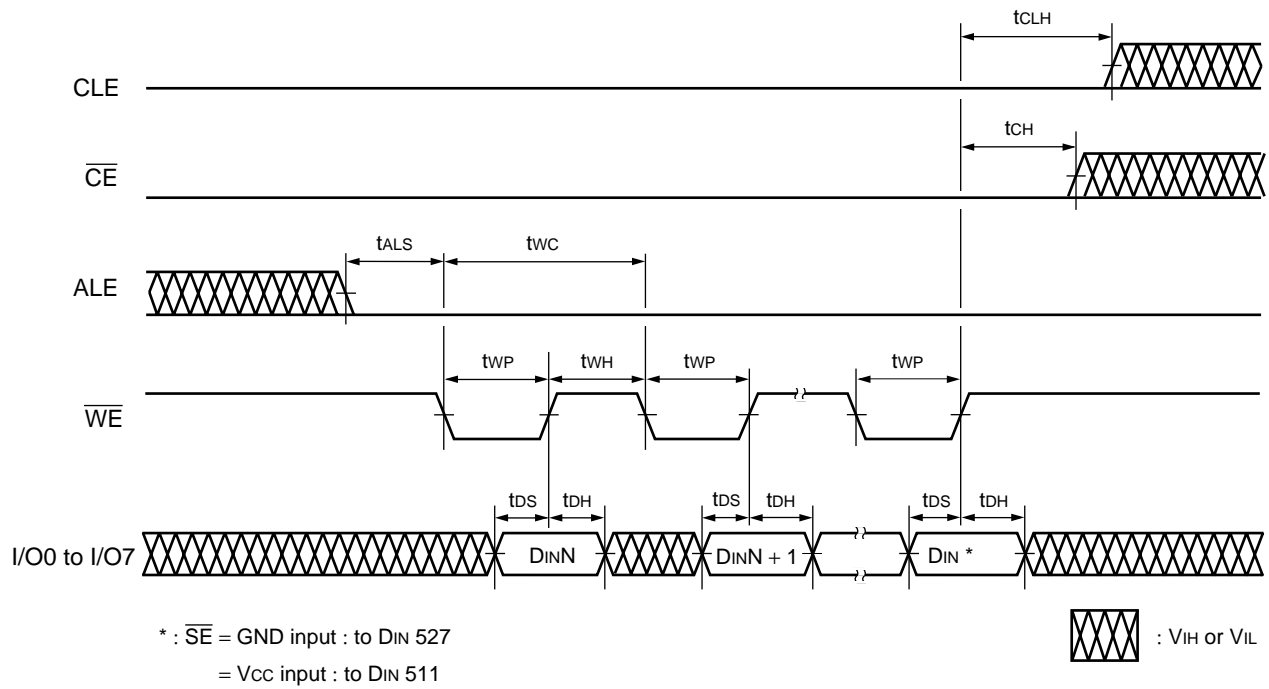 tCLH
CLE
tCH
CE
tALS tWC
ALE
tWP tWH tWP tWP
WE
tDS tDH tDS tDH tDS tDH
I/O0 to I/O7 DINN DINN + 1 DIN *
* : SE = GND input : to DIN 527
= VCC input : to DIN 511
: VIH or VIL